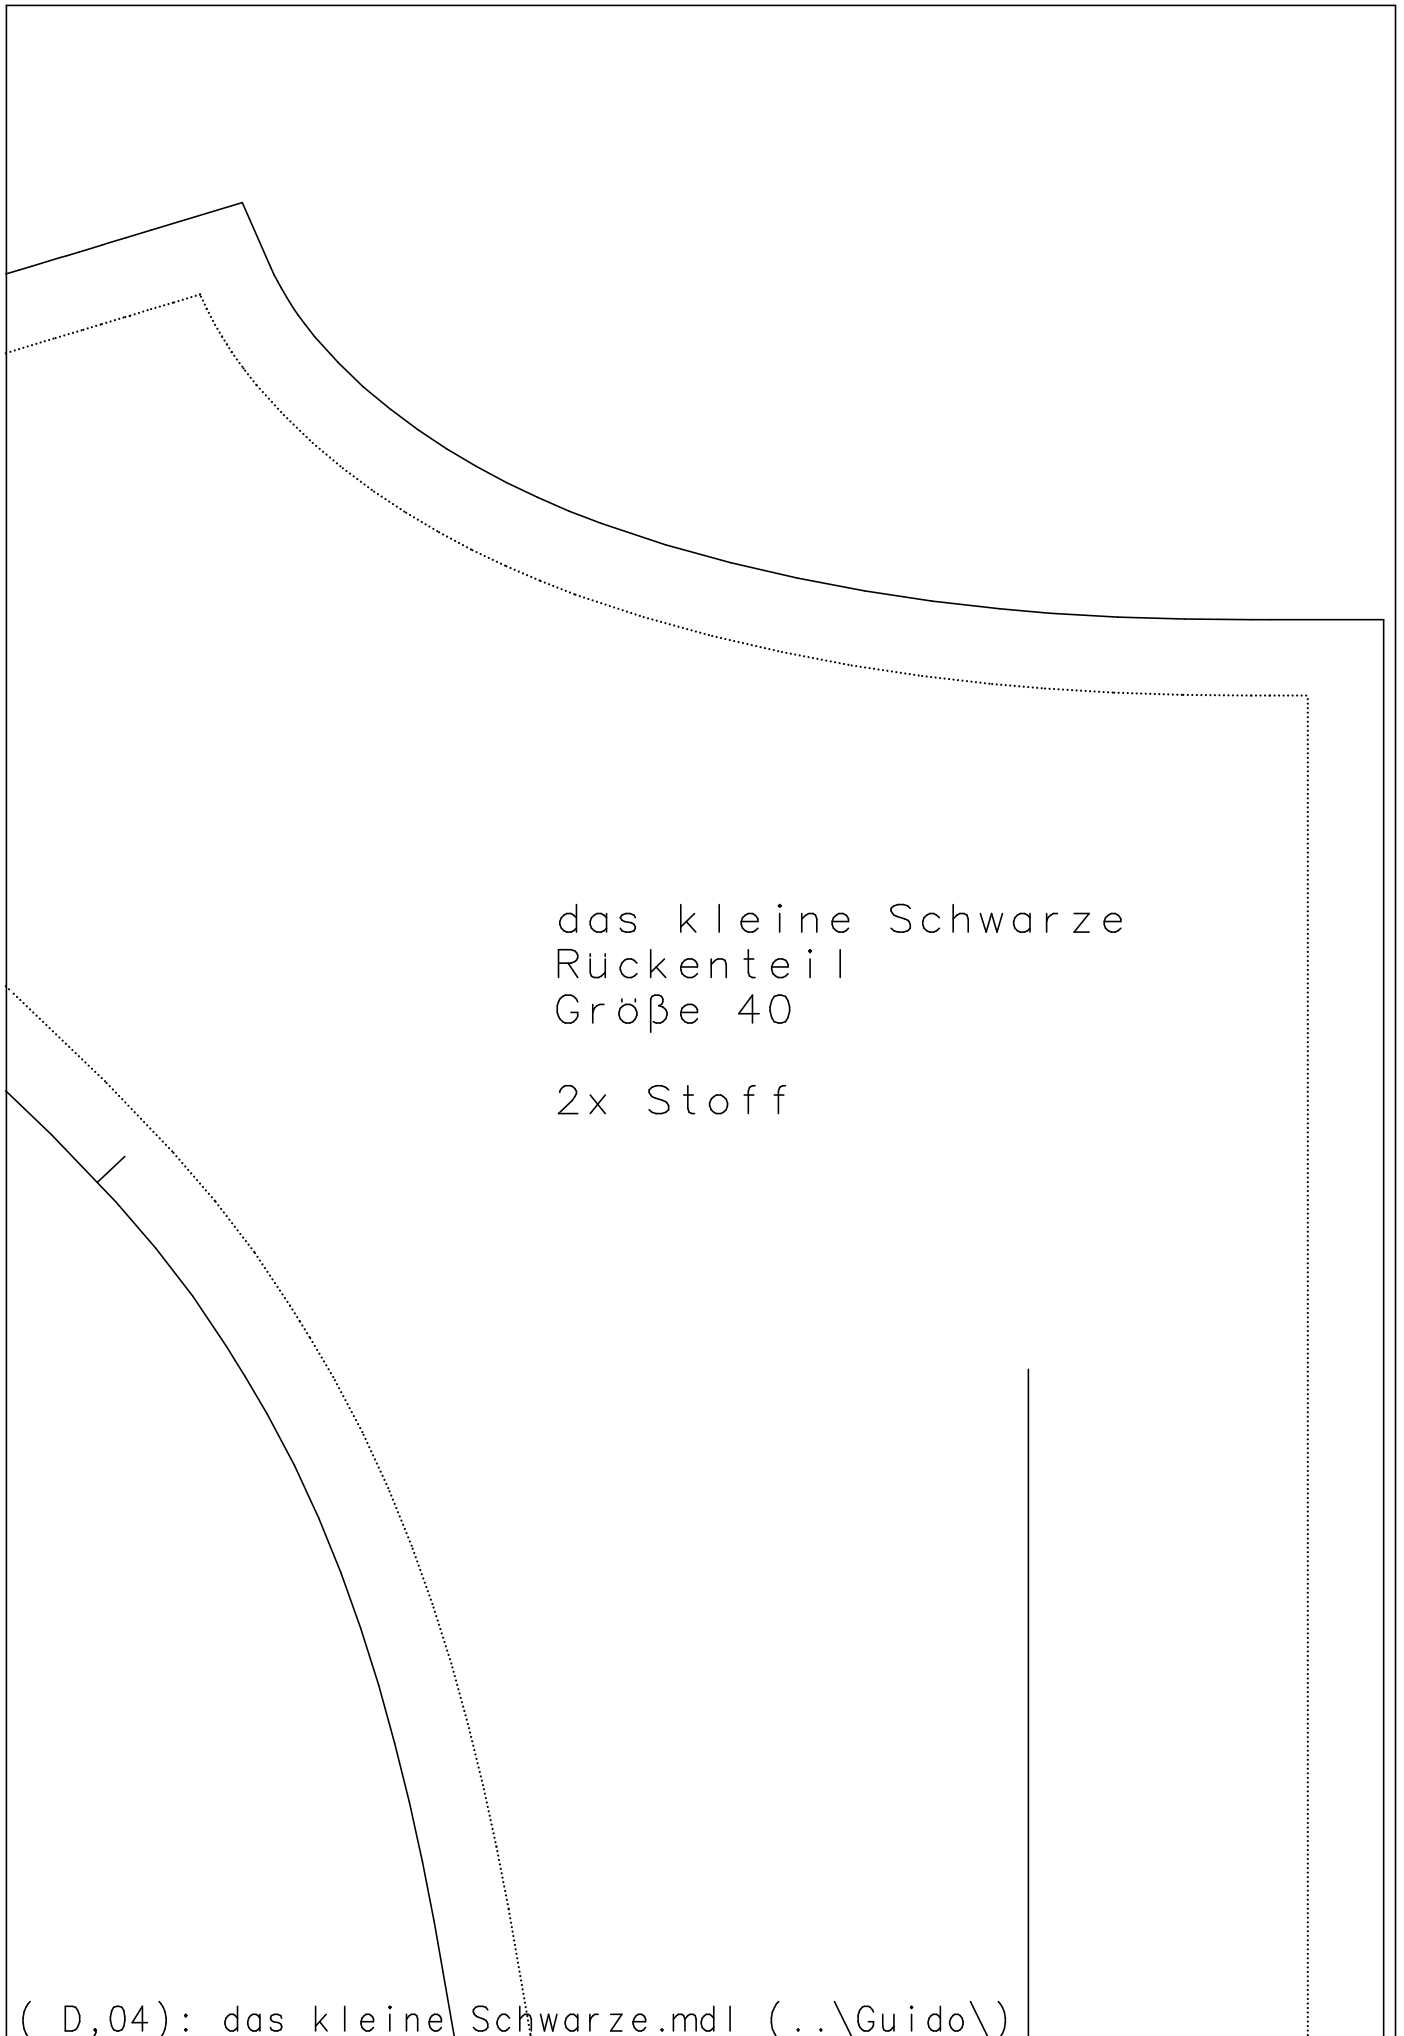 das kleine Schwarze
Rückenteil
Größe 40
2x Stoff
( D,04): das kleine Schwarze.mdl (..\Guido\)